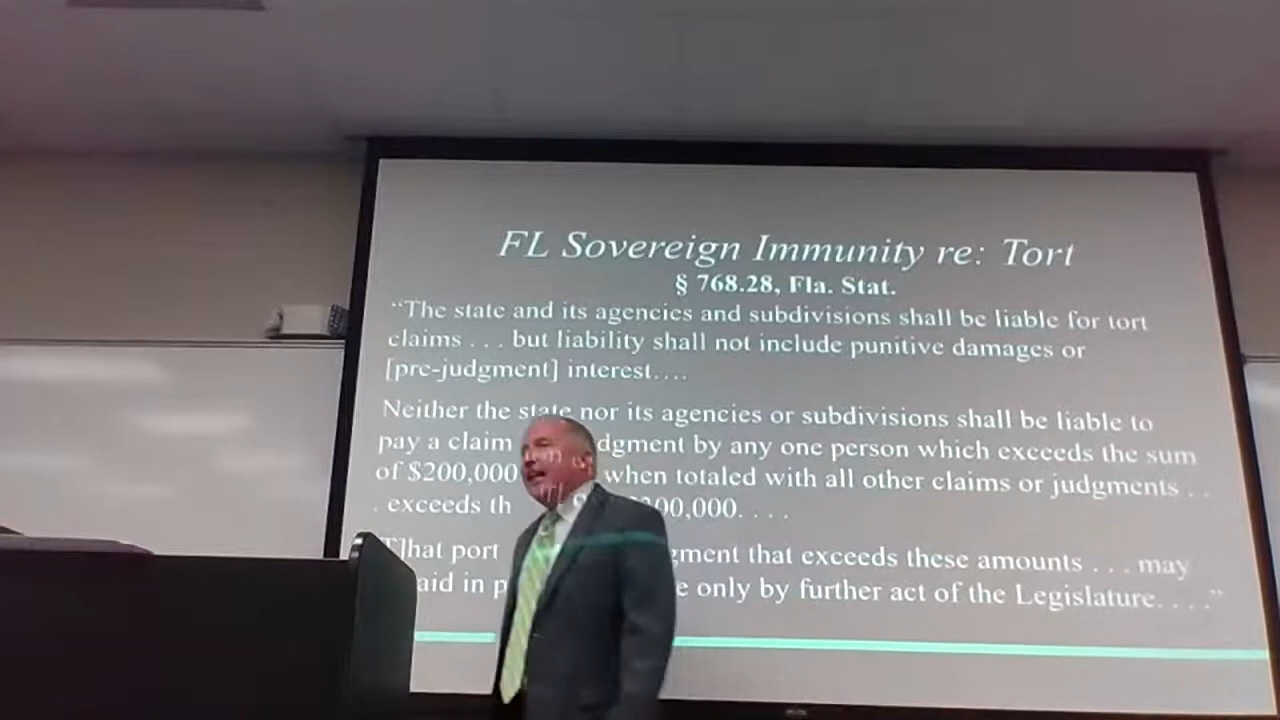 FL Sovereign Immunity re: Tort
§ 768.28, Fla. Stat.
“The state and its agencies and subdivisions shall be liable for tort
claims . . . but liability shall not include punitive damages or
[pre-judgment] interest….
Neither the state nor its agencies or subdivisions shall be liable to
pay a claim dgment by any one person which exceeds the sum
of $200,000 when totaled with all other claims or judgments . .
. exceeds th 00,000. . . .
T]hat port gment that exceeds these amounts . . . may
aid in p e only by further act of the Legislature. . . .”